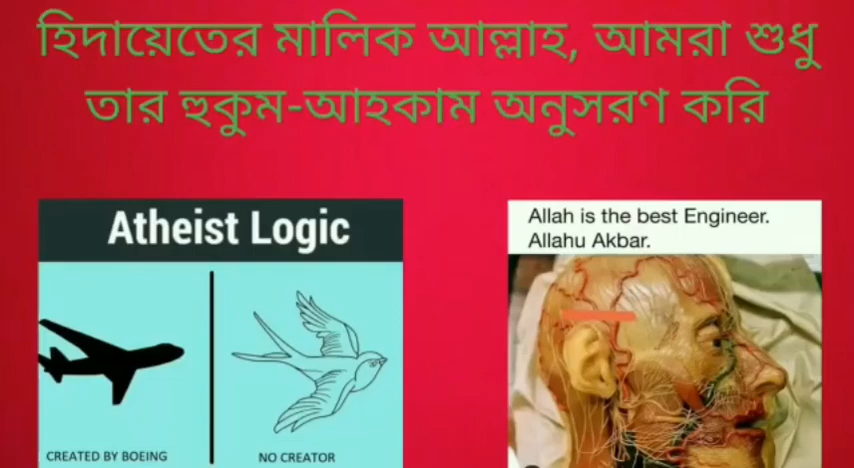 হিদায়েতের মালিক আল্লাহ, আমরা শুধু
তার হুকুম-আহকাম অনুসরণ করি
Atheist Logic
CREATED BY BOEING
NO CREATOR
Allah is the best Engineer.
Allahu Akbar.